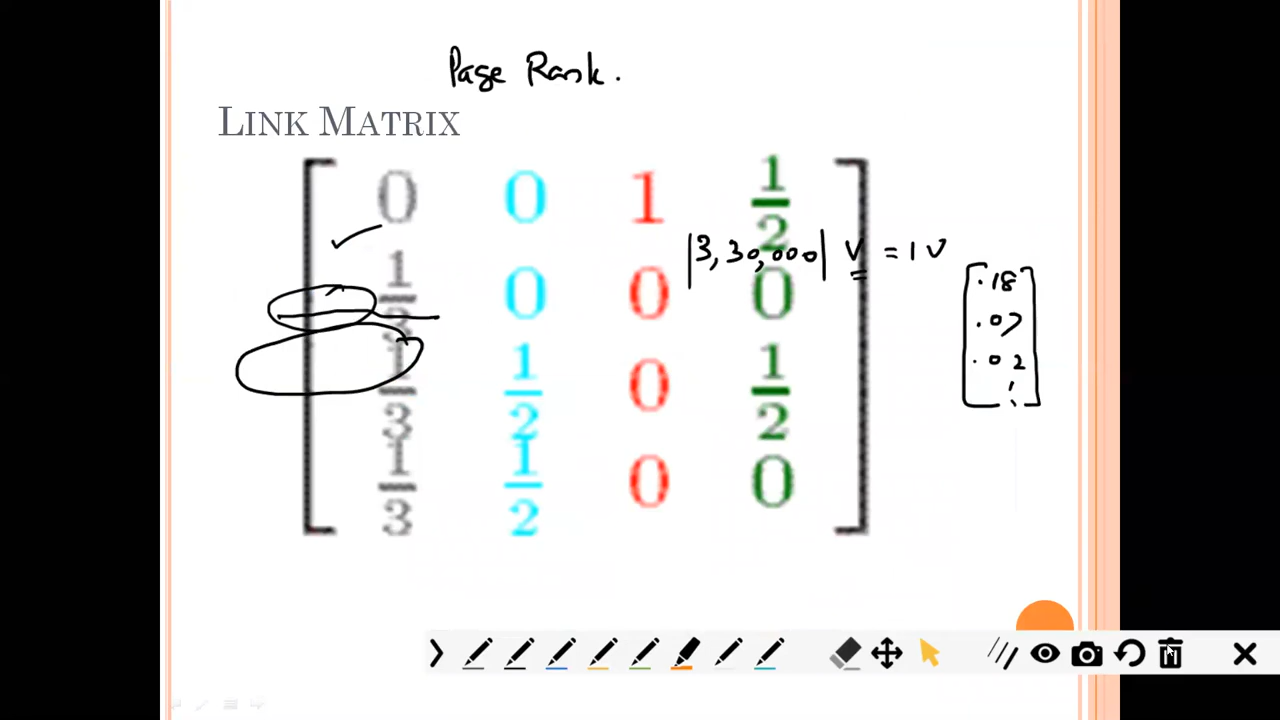 Page Rank.
LINK MATRIX
0 0 1 1/2
1/3 0 0 0
1/3 1/2 0 1/2
1/3 1/2 0 0
|3,30,000| V = 1 V
.18
.07
.02